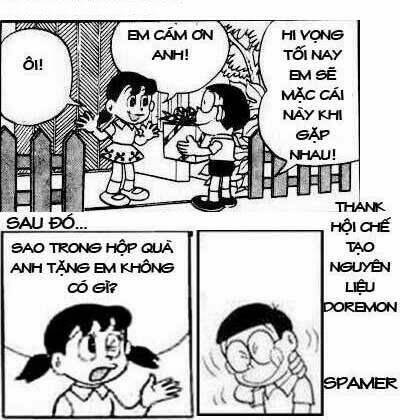 ÔI!
EM CẢM ƠN
ANH!
HI VỌNG
TỐI NAY
EM SẼ
MẶC CÁI
NÀY KHI
GẶP
NHAU!
SAU ĐÓ...
SAO TRONG HỘP QUÀ
ANH TẶNG EM KHÔNG
CÓ GÌ?
THANK
HỘI CHẾ
TẠO
NGUYÊN
LIỆU
DOREMON
SPAMER